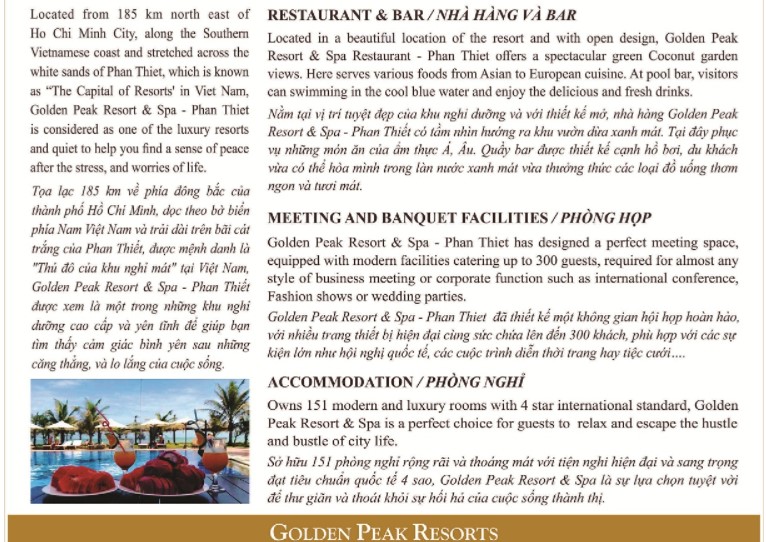 Located from 185 km north east of
Ho Chi Minh City, along the Southern
Vietnamese coast and stretched across the
white sands of Phan Thiet, which is known
as “The Capital of Resorts' in Viet Nam,
Golden Peak Resort & Spa - Phan Thiet
is considered as one of the luxury resorts
and quiet to help you find a sense of peace
after the stress, and worries of life.
Tọa lạc 185 km về phía đông bắc của
thành phố Hồ Chí Minh, dọc theo bờ biển
phía Nam Việt Nam và trải dài trên bãi cát
trắng của Phan Thiết, được mệnh danh là
"Thủ đô của khu nghỉ mát" tại Việt Nam,
Golden Peak Resort & Spa - Phan Thiết
được xem là một trong những khu nghỉ
dưỡng cao cấp và yên tĩnh để giúp bạn
tìm thấy cảm giác bình yên sau những
căng thẳng, và lo lắng của cuộc sống.
RESTAURANT & BAR / NHÀ HÀNG VÀ BAR
Located in a beautiful location of the resort and with open design, Golden Peak
Resort & Spa Restaurant - Phan Thiet offers a spectacular green Coconut garden
views. Here serves various foods from Asian to European cuisine. At pool bar, visitors
can swimming in the cool blue water and enjoy the delicious and fresh drinks.
Nằm tại vị trí tuyệt đẹp của khu nghỉ dưỡng và với thiết kế mở, nhà hàng Golden Peak
Resort & Spa - Phan Thiết có tầm nhìn hướng ra khu vườn dừa xanh mát. Tại đây phục
vụ những món ăn của ẩm thực Á, Âu. Quầy bar được thiết kế cạnh hồ bơi, du khách
vừa có thể hòa mình trong làn nước xanh mát vừa thưởng thức các loại đồ uống thơm
ngon và tươi mát.
MEETING AND BANQUET FACILITIES / PHÒNG HỌP
Golden Peak Resort & Spa - Phan Thiet has designed a perfect meeting space,
equipped with modern facilities catering up to 300 guests, required for almost any
style of business meeting or corporate function such as international conference,
Fashion shows or wedding parties.
Golden Peak Resort & Spa - Phan Thiet đã thiết kế một không gian hội họp hoàn hảo,
với nhiều trang thiết bị hiện đại cùng sức chứa lên đến 300 khách, phù hợp với các sự
kiện lớn như hội nghị quốc tế, các cuộc trình diễn thời trang hay tiệc cưới....
ACCOMMODATION / PHÒNG NGHỈ
Owns 151 modern and luxury rooms with 4 star international standard, Golden
Peak Resort & Spa is a perfect choice for guests to relax and escape the hustle
and bustle of city life.
Sở hữu 151 phòng nghỉ rộng rãi và thoáng mát với tiện nghi hiện đại và sang trọng
đạt tiêu chuẩn quốc tế 4 sao, Golden Peak Resort & Spa là sự lựa chọn tuyệt vời
để thư giãn và thoát khỏi sự hối hả của cuộc sống thành thị.
GOLDEN PEAK RESORTS